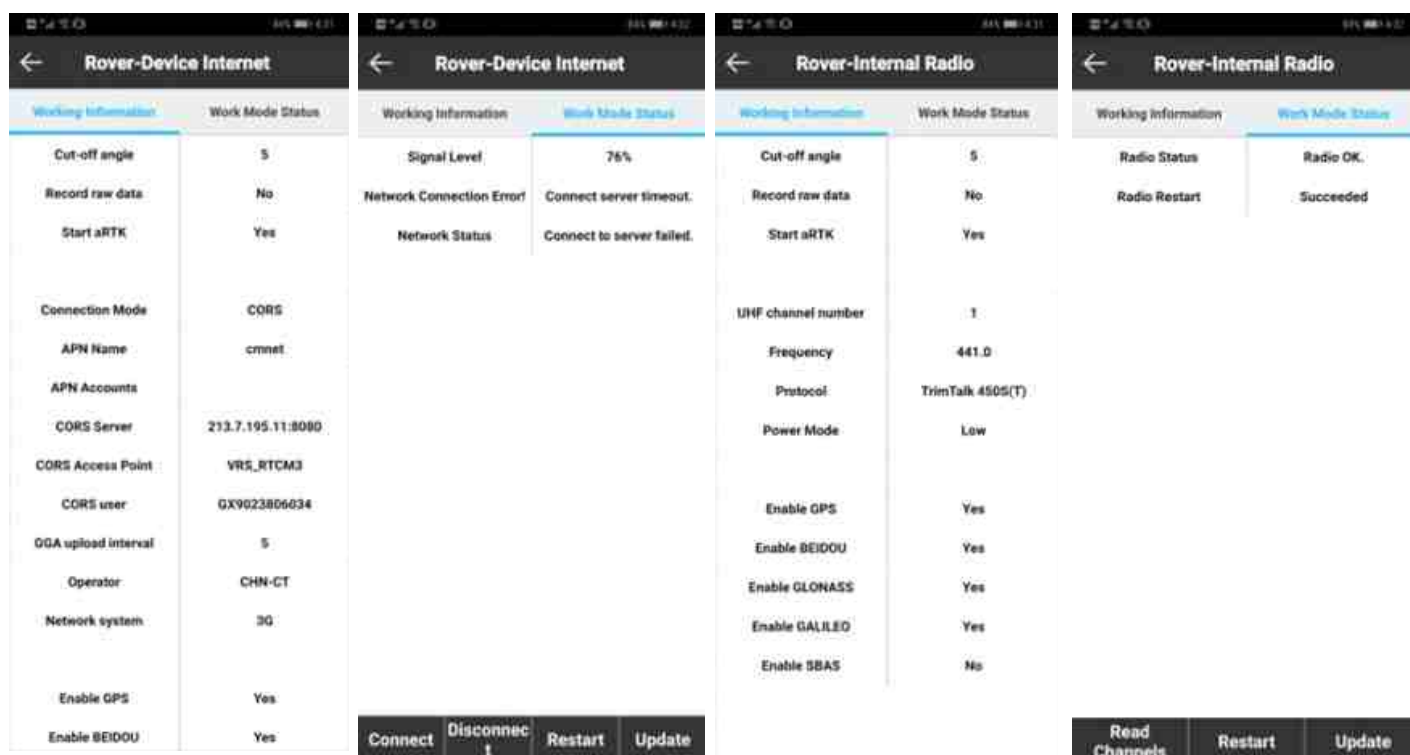 Rover-Device Internet
Working Information Work Mode Status
Cut-off angle 5
Record raw data No
Start aRTK Yes
Connection Mode CORS
APN Name cmnet
APN Accounts
CORS Server 213.7.195.11:8080
CORS Access Point VRS_RTCM3
CORS user GX9023806034
GGA upload interval 5
Operator CHN-CT
Network system 3G
Enable GPS Yes
Enable BEIDOU Yes
Rover-Device Internet
Working Information Work Mode Status
Signal Level 76%
Network Connection Error! Connect server timeout.
Network Status Connect to server failed.
Connect Disconnec Restart Update
t
Rover-Internal Radio
Working Information Work Mode Status
Cut-off angle 5
Record raw data No
Start aRTK Yes
UHF channel number 1
Frequency 441.0
Protocol TrimTalk 450S(T)
Power Mode Low
Enable GPS Yes
Enable BEIDOU Yes
Enable GLONASS Yes
Enable GALILEO Yes
Enable SBAS No
Rover-Internal Radio
Working Information Work Mode Status
Radio Status Radio OK.
Radio Restart Succeeded
Read Restart Update
Channels